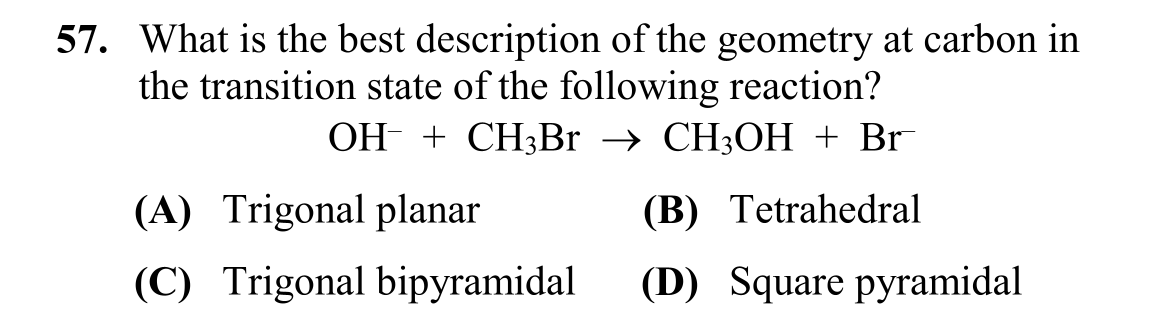 57. What is the best description of the geometry at carbon in
the transition state of the following reaction?
OH⁻ + CH₃Br → CH₃OH + Br⁻
(A) Trigonal planar (B) Tetrahedral
(C) Trigonal bipyramidal (D) Square pyramidal